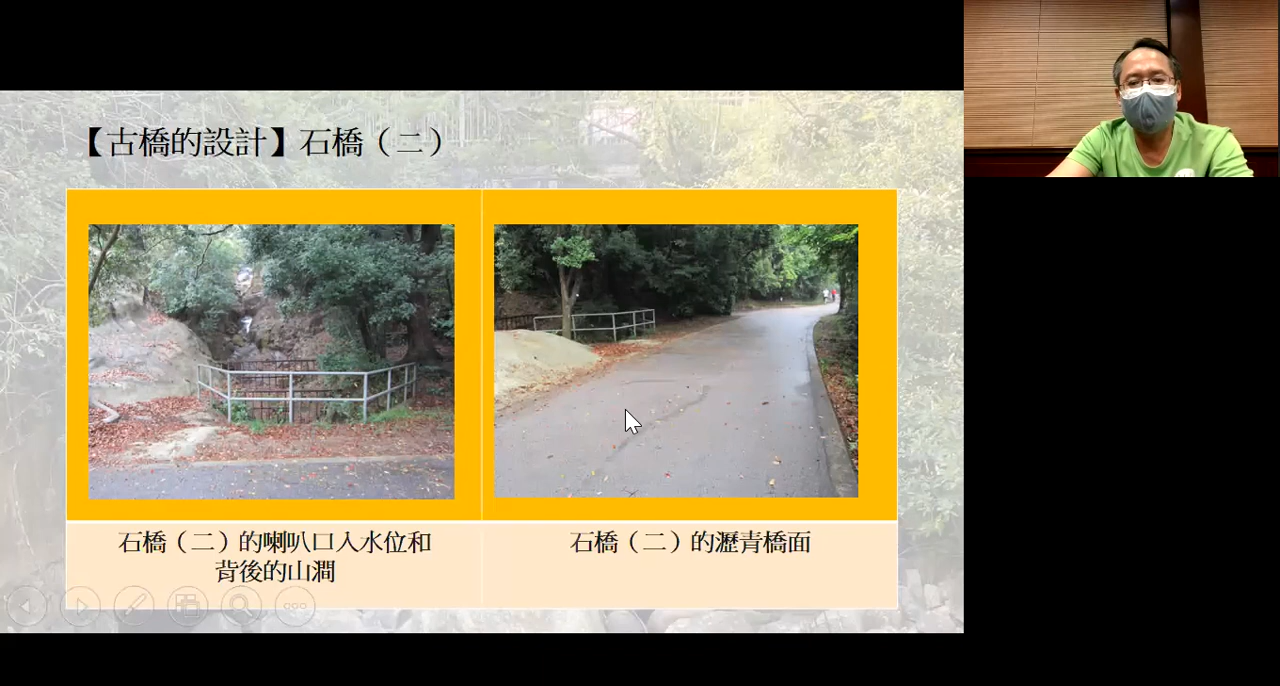 【古橋的設計】石橋（二）
石橋（二）的喇叭口入水位和
背後的山澗
石橋（二）的瀝青橋面